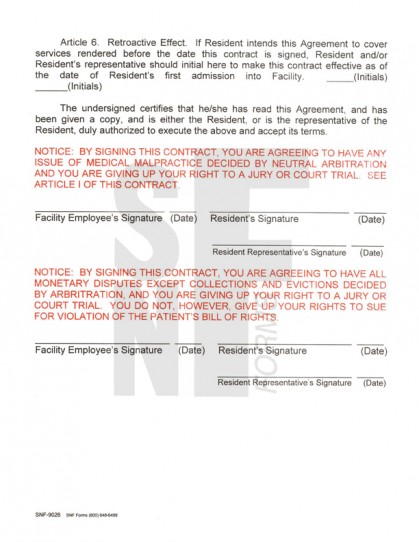 Article 6. Retroactive Effect. If Resident intends this Agreement to cover
services rendered before the date this contract is signed, Resident and/or
Resident's representative should initial here to make this contract effective as
of the date of Resident's first admission into Facility. _____(Initials)
______(Initials)
The undersigned certifies that he/she has read this Agreement, and has
been given a copy, and is either the Resident, or is the representative of the
Resident, duly authorized to execute the above and accept its terms.
NOTICE: BY SIGNING THIS CONTRACT, YOU ARE AGREEING TO HAVE ANY
ISSUE OF MEDICAL MALPRACTICE DECIDED BY NEUTRAL ARBITRATION
AND YOU ARE GIVING UP YOUR RIGHT TO A JURY OR COURT TRIAL. SEE
ARTICLE I OF THIS CONTRACT.
Facility Employee's Signature (Date) Resident's Signature (Date)
Resident Representative's Signature (Date)
NOTICE: BY SIGNING THIS CONTRACT, YOU ARE AGREEING TO HAVE ALL
MONETARY DISPUTES EXCEPT COLLECTIONS AND EVICTIONS DECIDED
BY ARBRITRATION, AND YOU ARE GIVING UP YOUR RIGHT TO A JURY OR
COURT TRIAL. YOU DO NOT, HOWEVER, GIVE UP YOUR RIGHTS TO SUE
FOR VIOLATION OF THE PATIENT'S BILL OF RIGHTS.
Facility Employee's Signature (Date) Resident's Signature (Date)
Resident Representative's Signature (Date)
SNF
FORMS
SNF-9026 SNF Forms (800) 648-6499